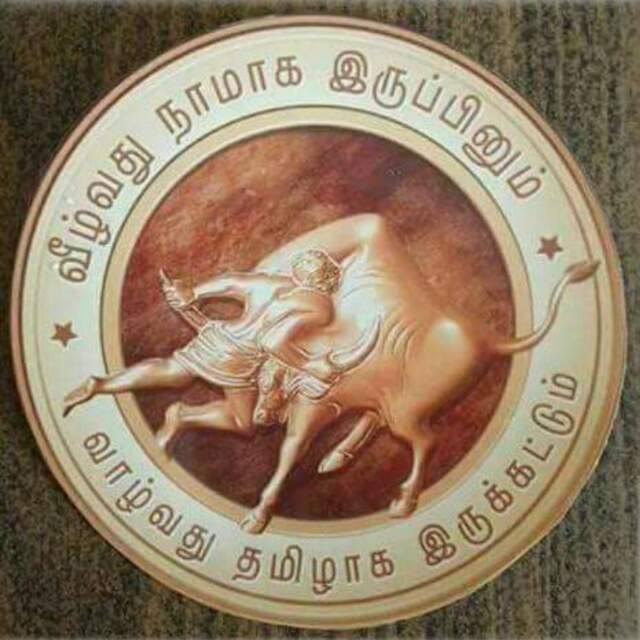 வீழ்வது நாமாக இருப்பினும்
வாழ்வது தமிழாக இருக்கட்டும்